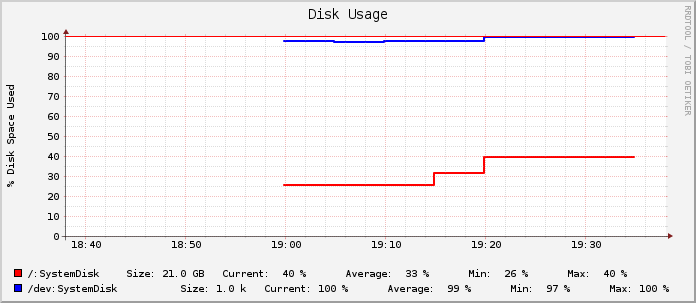 Disk Usage
RRDTOOL / TOBI OETIKER
% Disk Space Used
100
90
80
70
60
50
40
30
20
10
0
18:40 18:50 19:00 19:10 19:20 19:30
/:SystemDisk Size: 21.0 GB Current: 40 % Average: 33 % Min: 26 % Max: 40 %
/dev:SystemDisk Size: 1.0 k Current: 100 % Average: 99 % Min: 97 % Max: 100 %